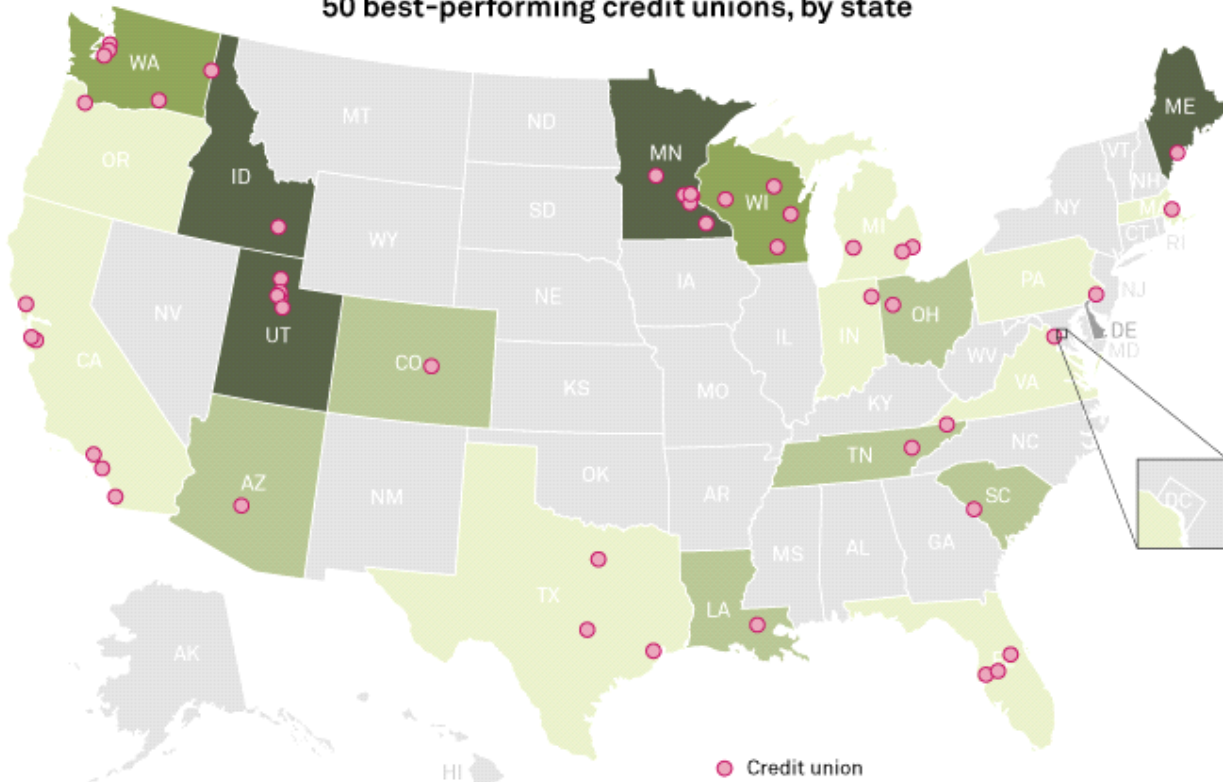 50 best-performing credit unions, by state
WA
MT
ND
MN
ME
OR
ID
SD
WI
MI
VT
NH
NY
MA
CT
RI
WY
IA
PA
NJ
NV
NE
UT
IL
IN
OH
DE
MD
CA
CO
KS
MO
WV
VA
KY
AZ
NM
OK
AR
TN
NC
SC
DC
MS
AL
GA
TX
LA
AK
HI
Credit union